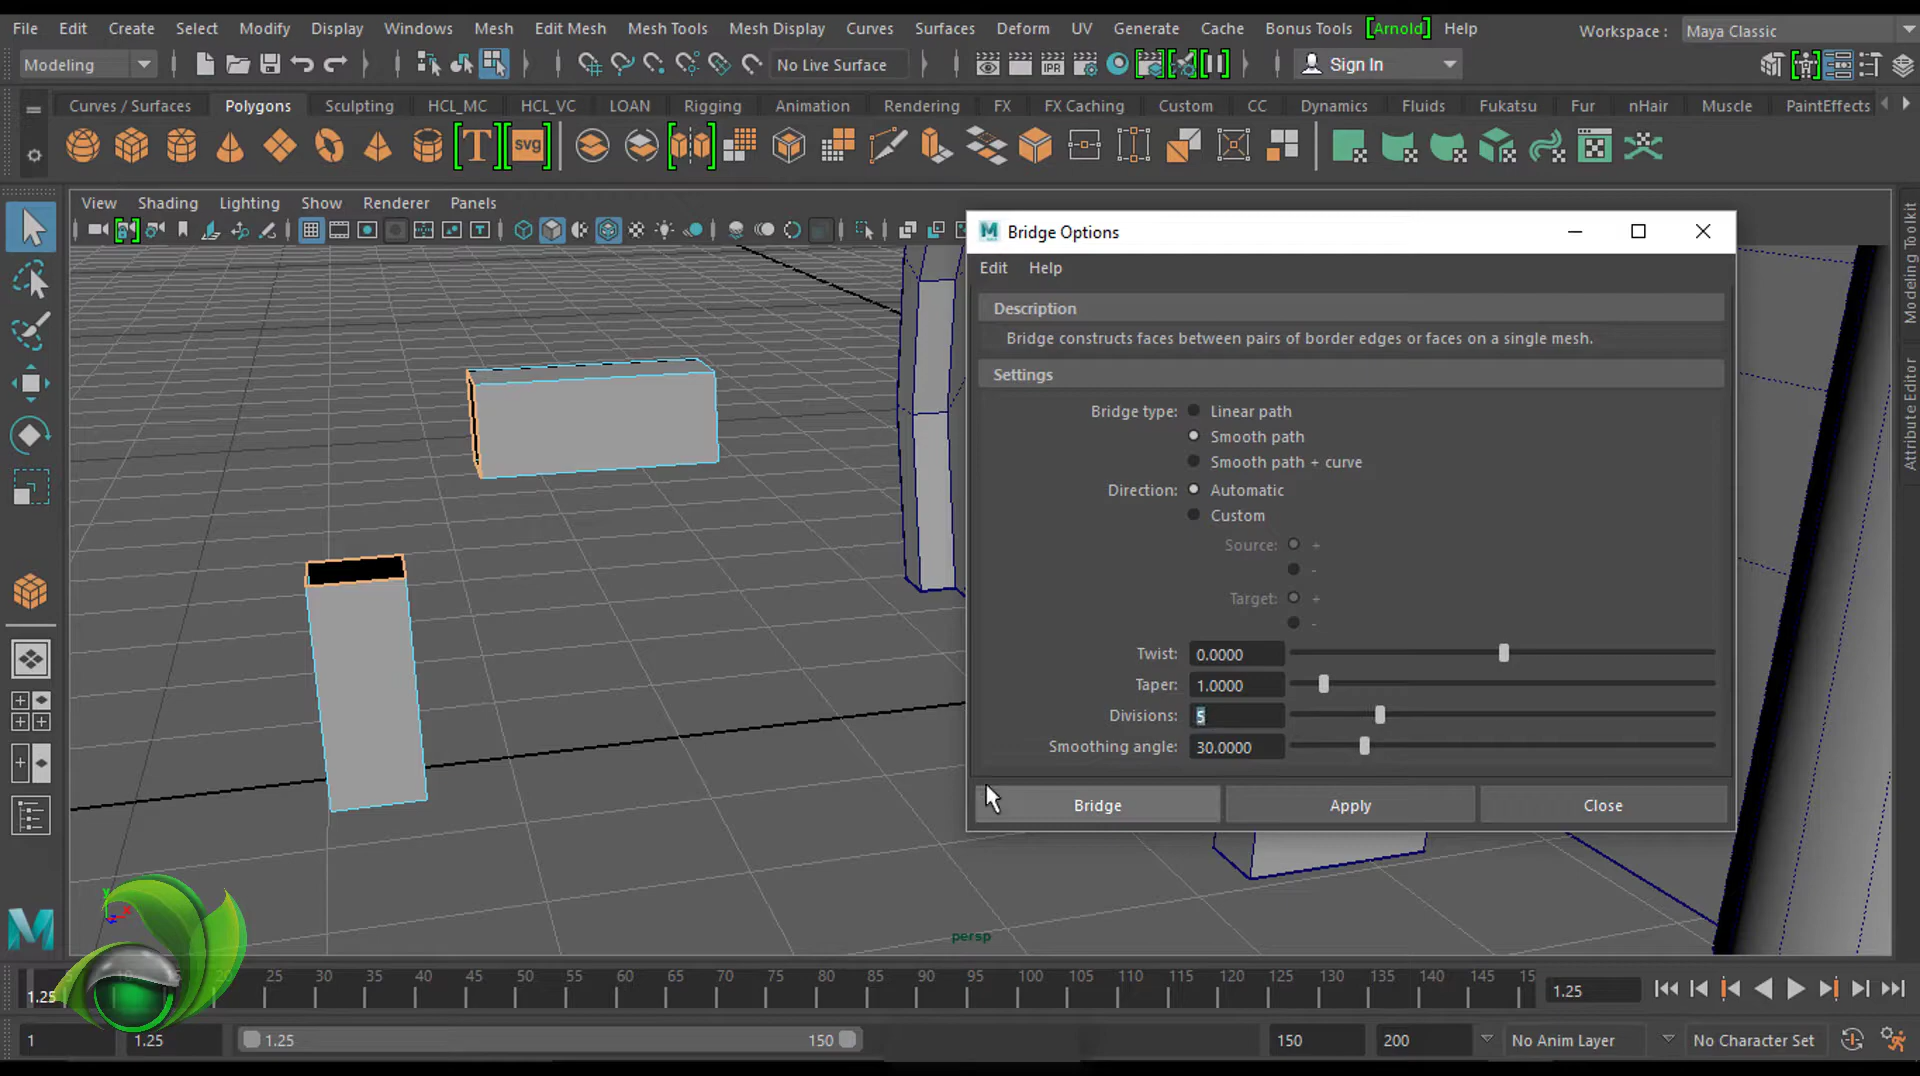 File Edit Create Select Modify Display Windows Mesh Edit Mesh Mesh Tools Mesh Display Curves Surfaces Deform UV Generate Cache Bonus Tools [Arnold] Help Workspace : Maya Classic
Modeling No Live Surface IPR Sign In
Curves / Surfaces Polygons Sculpting HCL_MC HCL_VC LOAN Rigging Animation Rendering FX FX Caching Custom CC Dynamics Fluids Fukatsu Fur nHair Muscle PaintEffects
T svg
View Shading Lighting Show Renderer Panels
Bridge Options
Edit Help
Description
Bridge constructs faces between pairs of border edges or faces on a single mesh.
Settings
Bridge type: Linear path
Smooth path
Smooth path + curve
Direction: Automatic
Custom
Source: +
-
Target: +
-
Twist: 0.0000
Taper: 1.0000
Divisions: 5
Smoothing angle: 30.0000
Bridge Apply Close
Modeling Toolkit
Attribute Editor
persp
25 30 35 40 45 50 55 60 65 70 75 80 85 90 95 100 105 110 115 120 125 130 135 140 145 15
1.25 1.25
1 1.25 1.25 150 150 200 No Anim Layer No Character Set